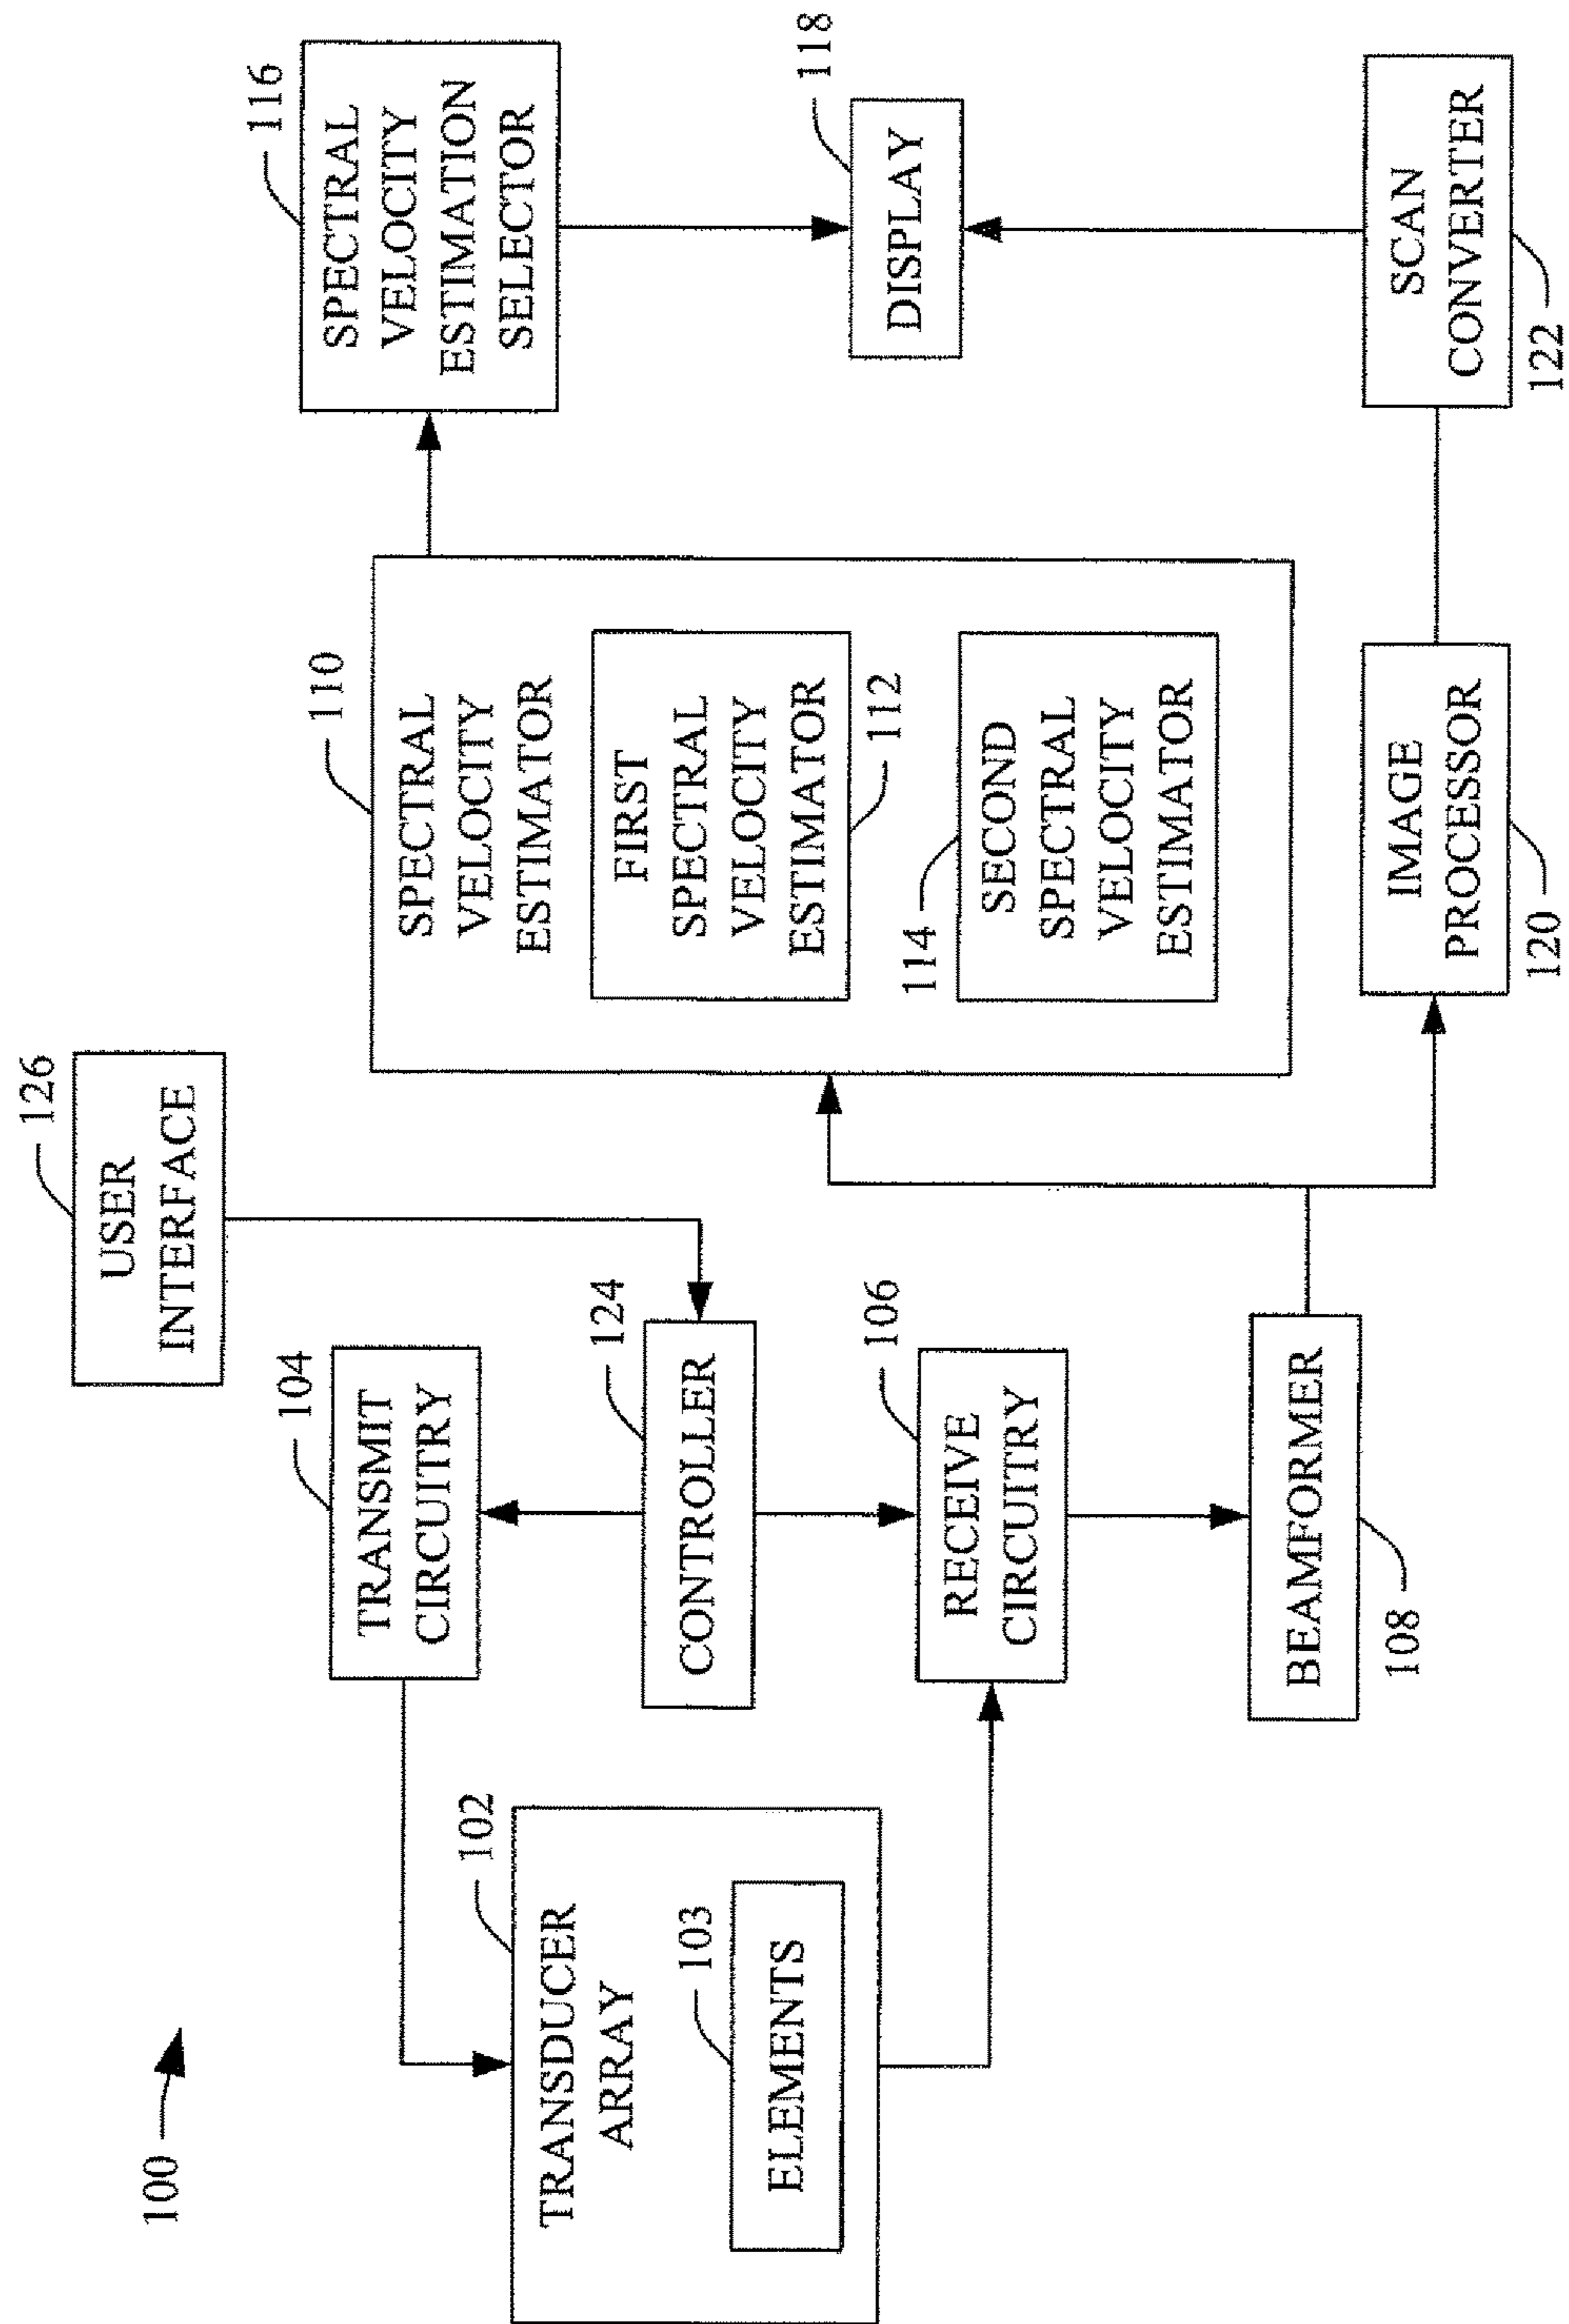 100
126
USER
INTERFACE
104
TRANSMIT
CIRCUITRY
102
TRANSDUCER
ARRAY
103
ELEMENTS
124
CONTROLLER
106
RECEIVE
CIRCUITRY
BEAMFORMER
108
110
SPECTRAL
VELOCITY
ESTIMATOR
FIRST
SPECTRAL
VELOCITY
ESTIMATOR
112
114
SECOND
SPECTRAL
VELOCITY
ESTIMATOR
IMAGE
PROCESSOR
120
116
SPECTRAL
VELOCITY
ESTIMATION
SELECTOR
118
DISPLAY
SCAN
CONVERTER
122